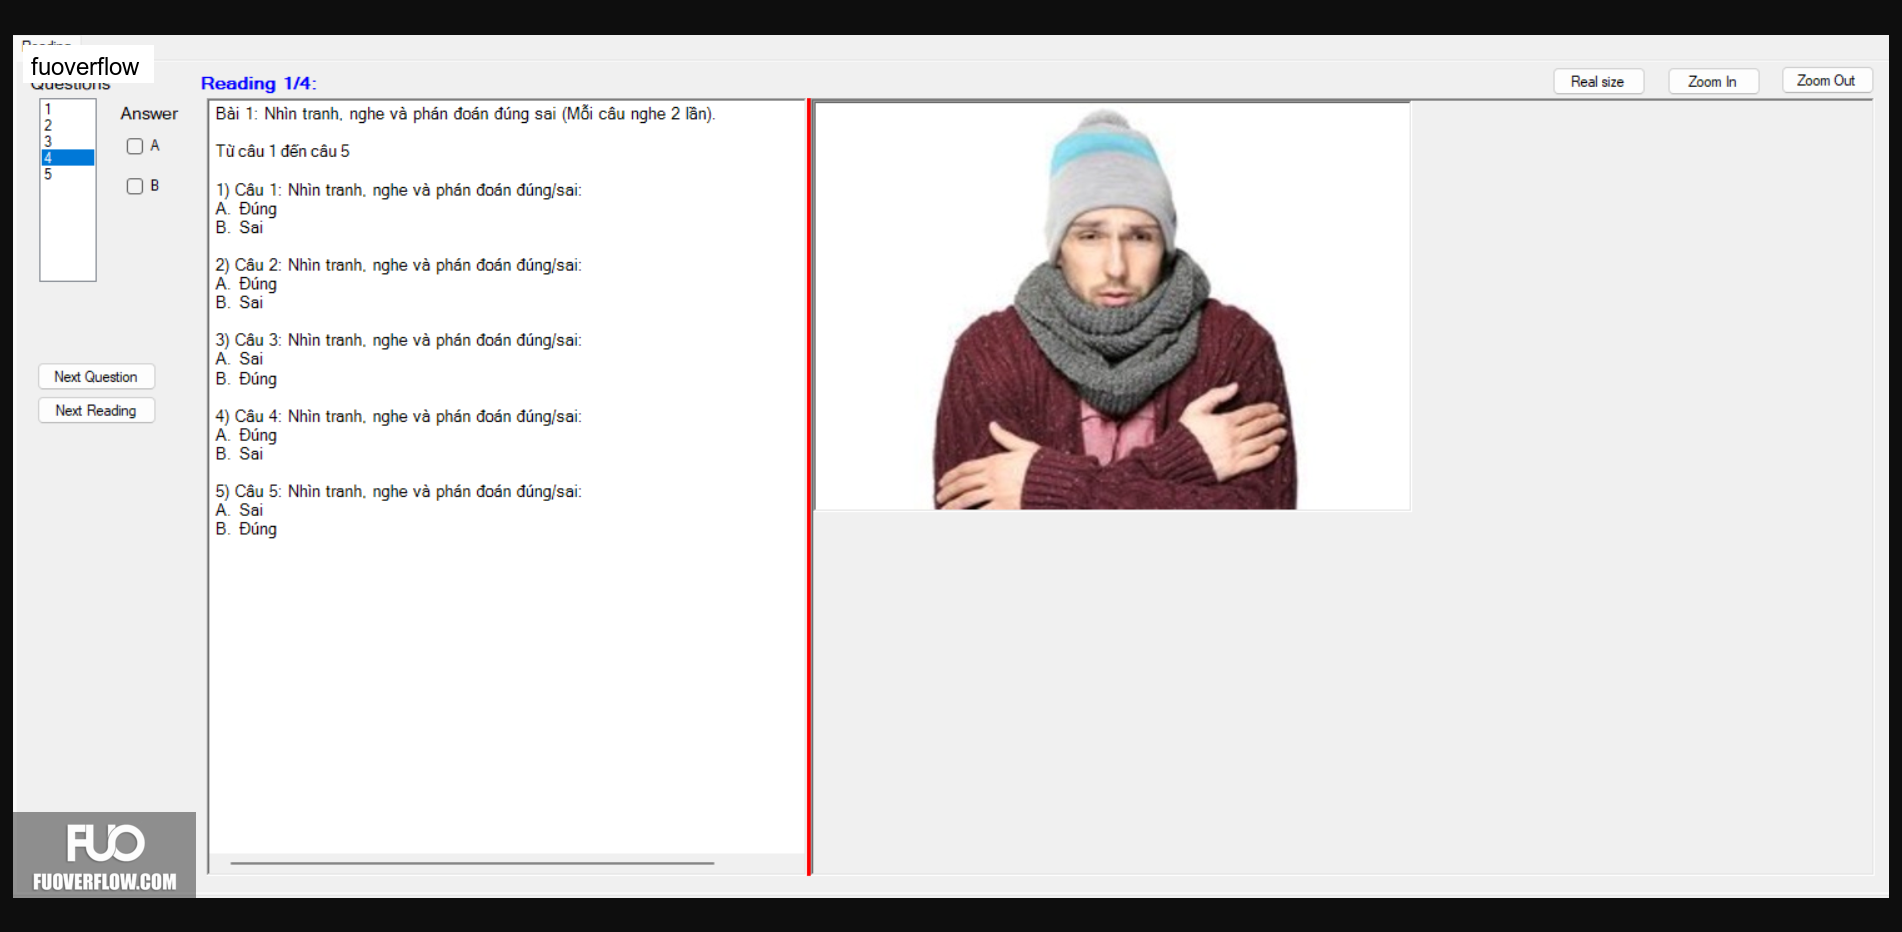 fuoverflow
Questions
Reading 1/4:
Real size
Zoom In
Zoom Out
1
2
3
4
5
Answer
A
B
Next Question
Next Reading
Bài 1: Nhìn tranh, nghe và phán đoán đúng sai (Mỗi câu nghe 2 lần).
Từ câu 1 đến câu 5
1) Câu 1: Nhìn tranh, nghe và phán đoán đúng/sai:
A. Đúng
B. Sai
2) Câu 2: Nhìn tranh, nghe và phán đoán đúng/sai:
A. Đúng
B. Sai
3) Câu 3: Nhìn tranh, nghe và phán đoán đúng/sai:
A. Sai
B. Đúng
4) Câu 4: Nhìn tranh, nghe và phán đoán đúng/sai:
A. Đúng
B. Sai
5) Câu 5: Nhìn tranh, nghe và phán đoán đúng/sai:
A. Sai
B. Đúng
FUO
FUOVERFLOW.COM